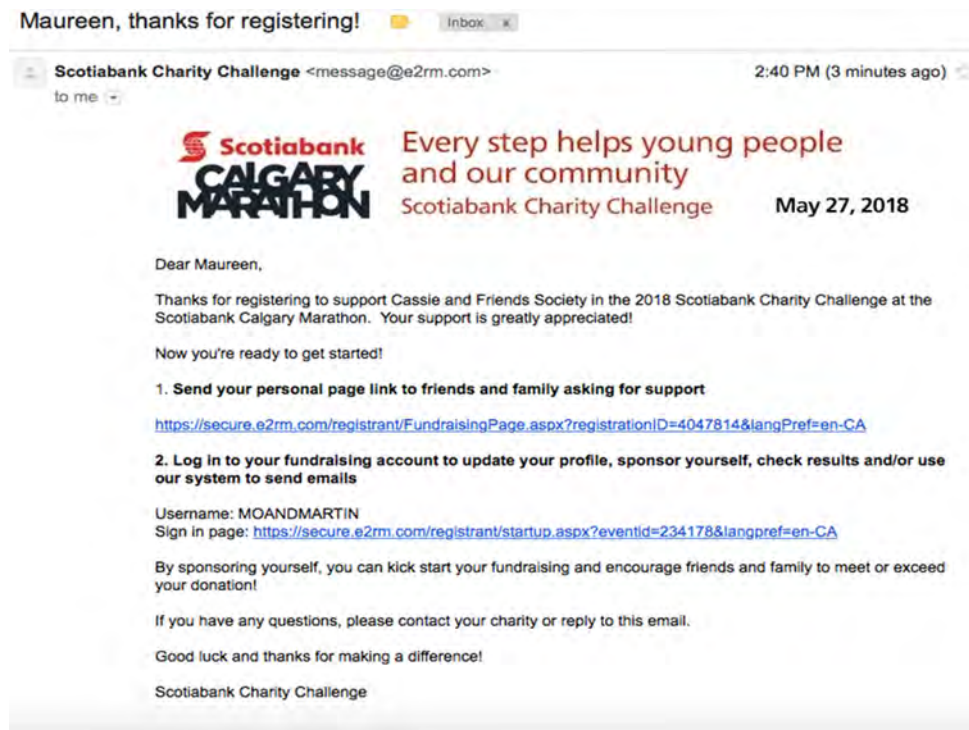 Maureen, thanks for registering!
Inbox x
Scotiabank Charity Challenge <message@e2rm.com>
2:40 PM (3 minutes ago)
to me
Scotiabank
CALGARY
MARATHON
Every step helps young people
and our community
Scotiabank Charity Challenge
May 27, 2018
Dear Maureen,
Thanks for registering to support Cassie and Friends Society in the 2018 Scotiabank Charity Challenge at the
Scotiabank Calgary Marathon. Your support is greatly appreciated!
Now you're ready to get started!
1. Send your personal page link to friends and family asking for support
https://secure.e2rm.com/registrant/FundraisingPage.aspx?registrationID=4047814&langPref=en-CA
2. Log in to your fundraising account to update your profile, sponsor yourself, check results and/or use
our system to send emails
Username: MOANDMARTIN
Sign in page: https://secure.e2rm.com/registrant/startup.aspx?eventid=234178&langpref=en-CA
By sponsoring yourself, you can kick start your fundraising and encourage friends and family to meet or exceed
your donation!
If you have any questions, please contact your charity or reply to this email.
Good luck and thanks for making a difference!
Scotiabank Charity Challenge